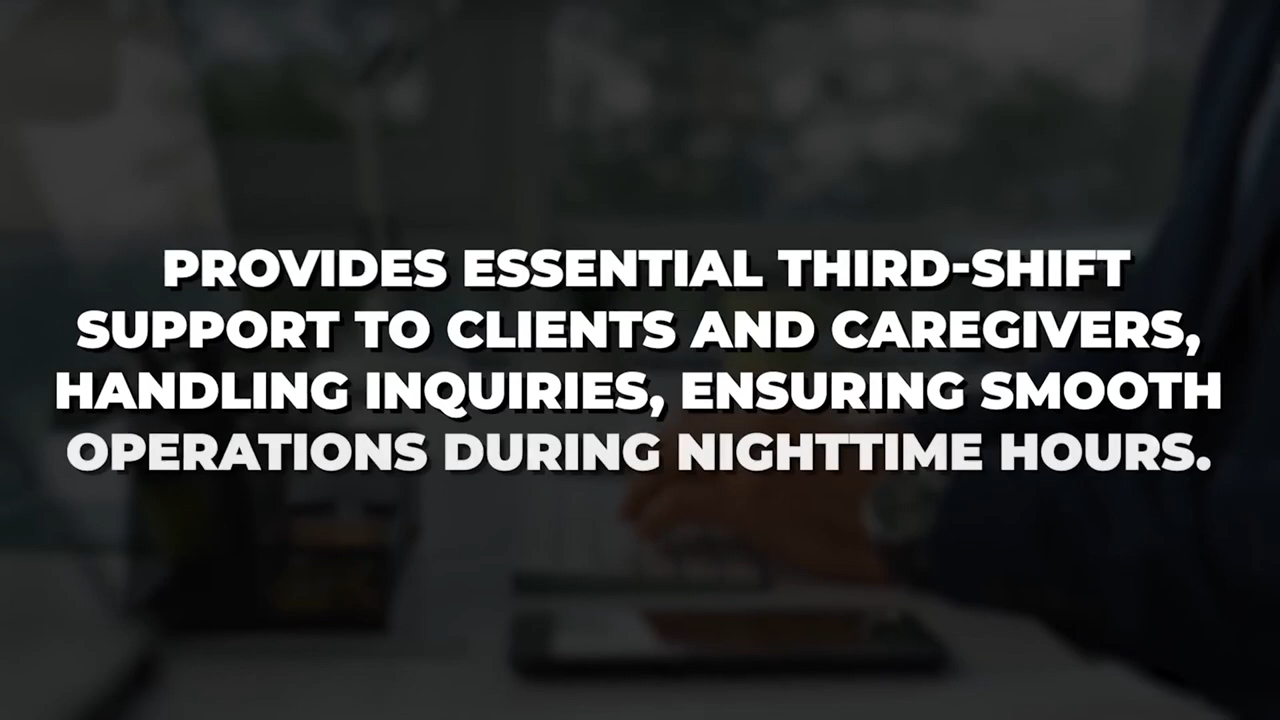 PROVIDES ESSENTIAL THIRD-SHIFT
SUPPORT TO CLIENTS AND CAREGIVERS,
HANDLING INQUIRIES, ENSURING SMOOTH
OPERATIONS DURING NIGHTTIME HOURS.